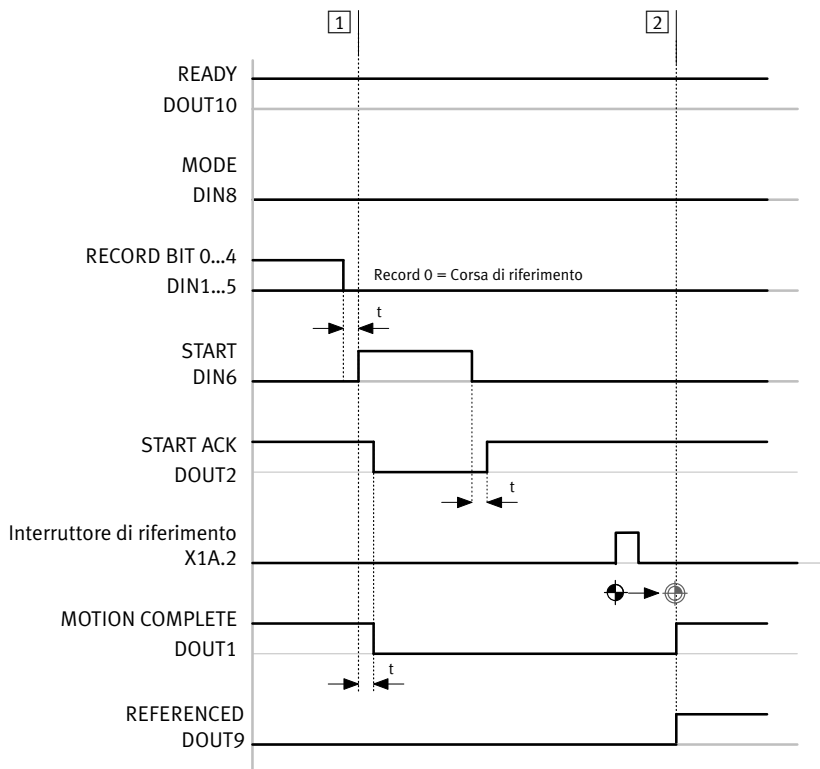 1
2
READY
DOUT10
MODE
DIN8
RECORD BIT 0...4
DIN1...5
Record 0 = Corsa di riferimento
t
START
DIN6
START ACK
DOUT2
t
Interruttore di riferimento
X1A.2
MOTION COMPLETE
DOUT1
t
REFERENCED
DOUT9